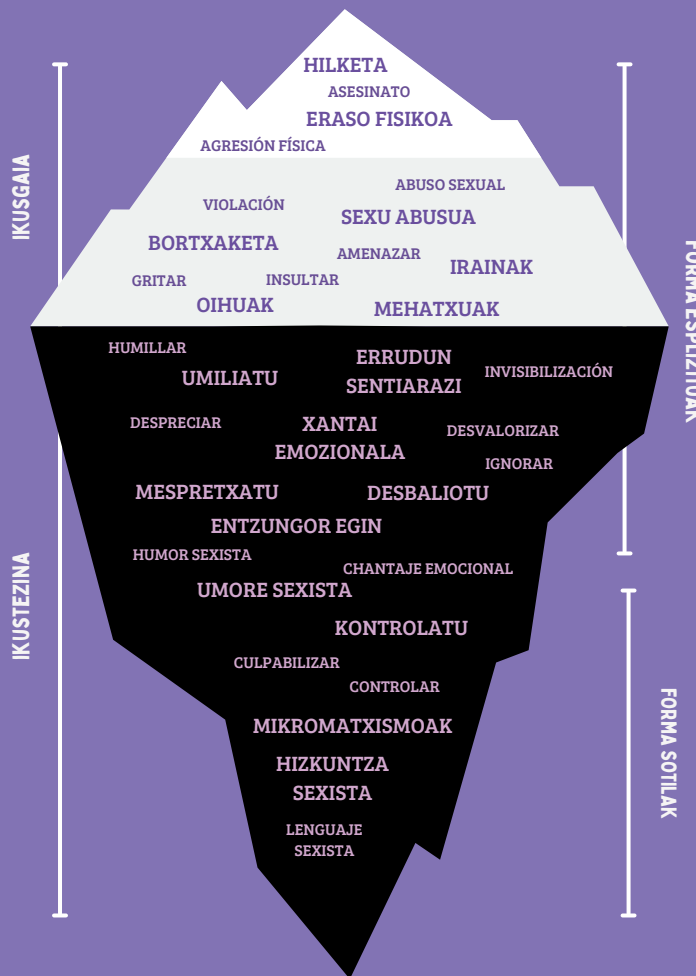 HILKETA
ASESINATO
ERASO FISIKOA
AGRESIÓN FÍSICA
ABUSO SEXUAL
VIOLACIÓN
SEXU ABUSUA
BORTXAKETA
AMENAZAR
IRAINAK
GRITAR
INSULTAR
OIHUAK
MEHATXUAK
HUMILLAR
ERRUDUN
SENTIARAZI
INVISIBILIZACIÓN
UMILIATU
DESPRECIAR
XANTAI
EMOZIONALA
DESVALORIZAR
IGNORAR
MESPRETXATU
DESBALIOTU
ENTZUNGOR EGIN
HUMOR SEXISTA
CHANTAJE EMOCIONAL
UMORE SEXISTA
KONTROLATU
CULPABILIZAR
CONTROLAR
MIKROMATXISMOAK
HIZKUNTZA
SEXISTA
LENGUAJE
SEXISTA
IKUSGAIA
IKUSTEZINA
FORMA ESPLIZITUAK
FORMA SOTILAK